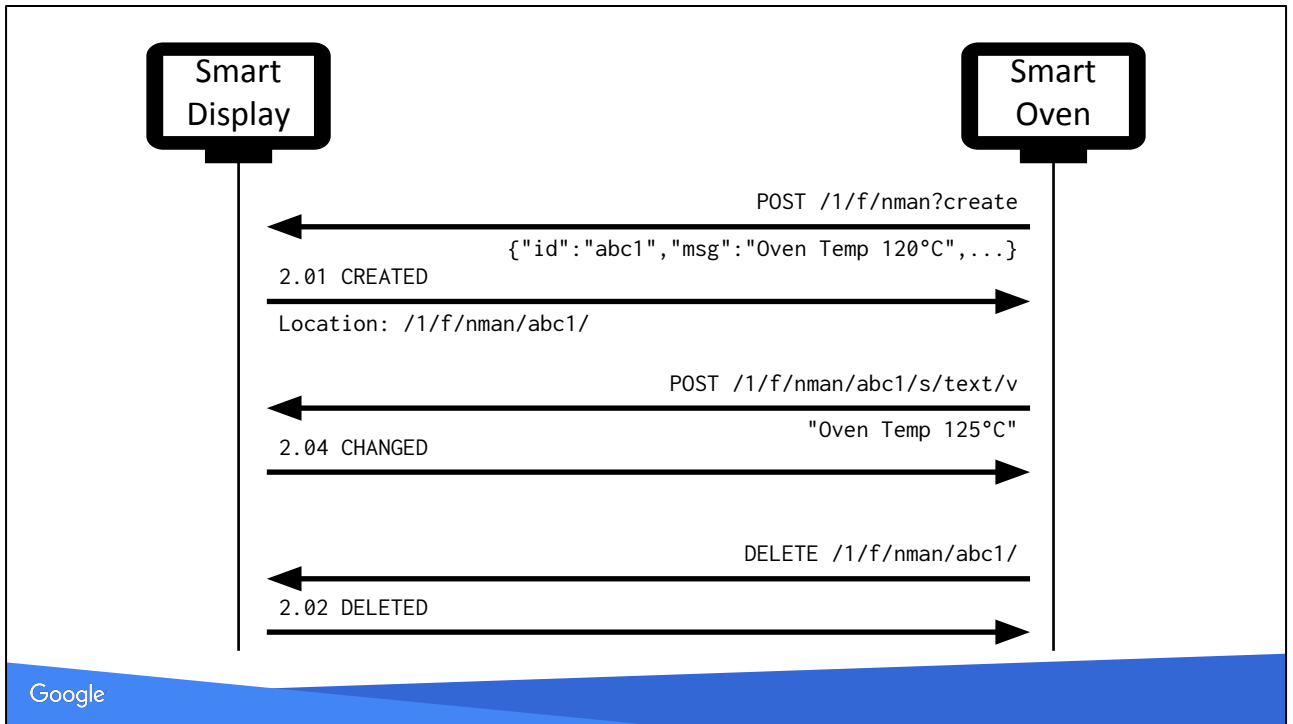 Smart
Display
Smart
Oven
POST /1/f/nman?create
{"id":"abc1","msg":"Oven Temp 120°C",...}
2.01 CREATED
Location: /1/f/nman/abc1/
POST /1/f/nman/abc1/s/text/v
"Oven Temp 125°C"
2.04 CHANGED
DELETE /1/f/nman/abc1/
2.02 DELETED
Google